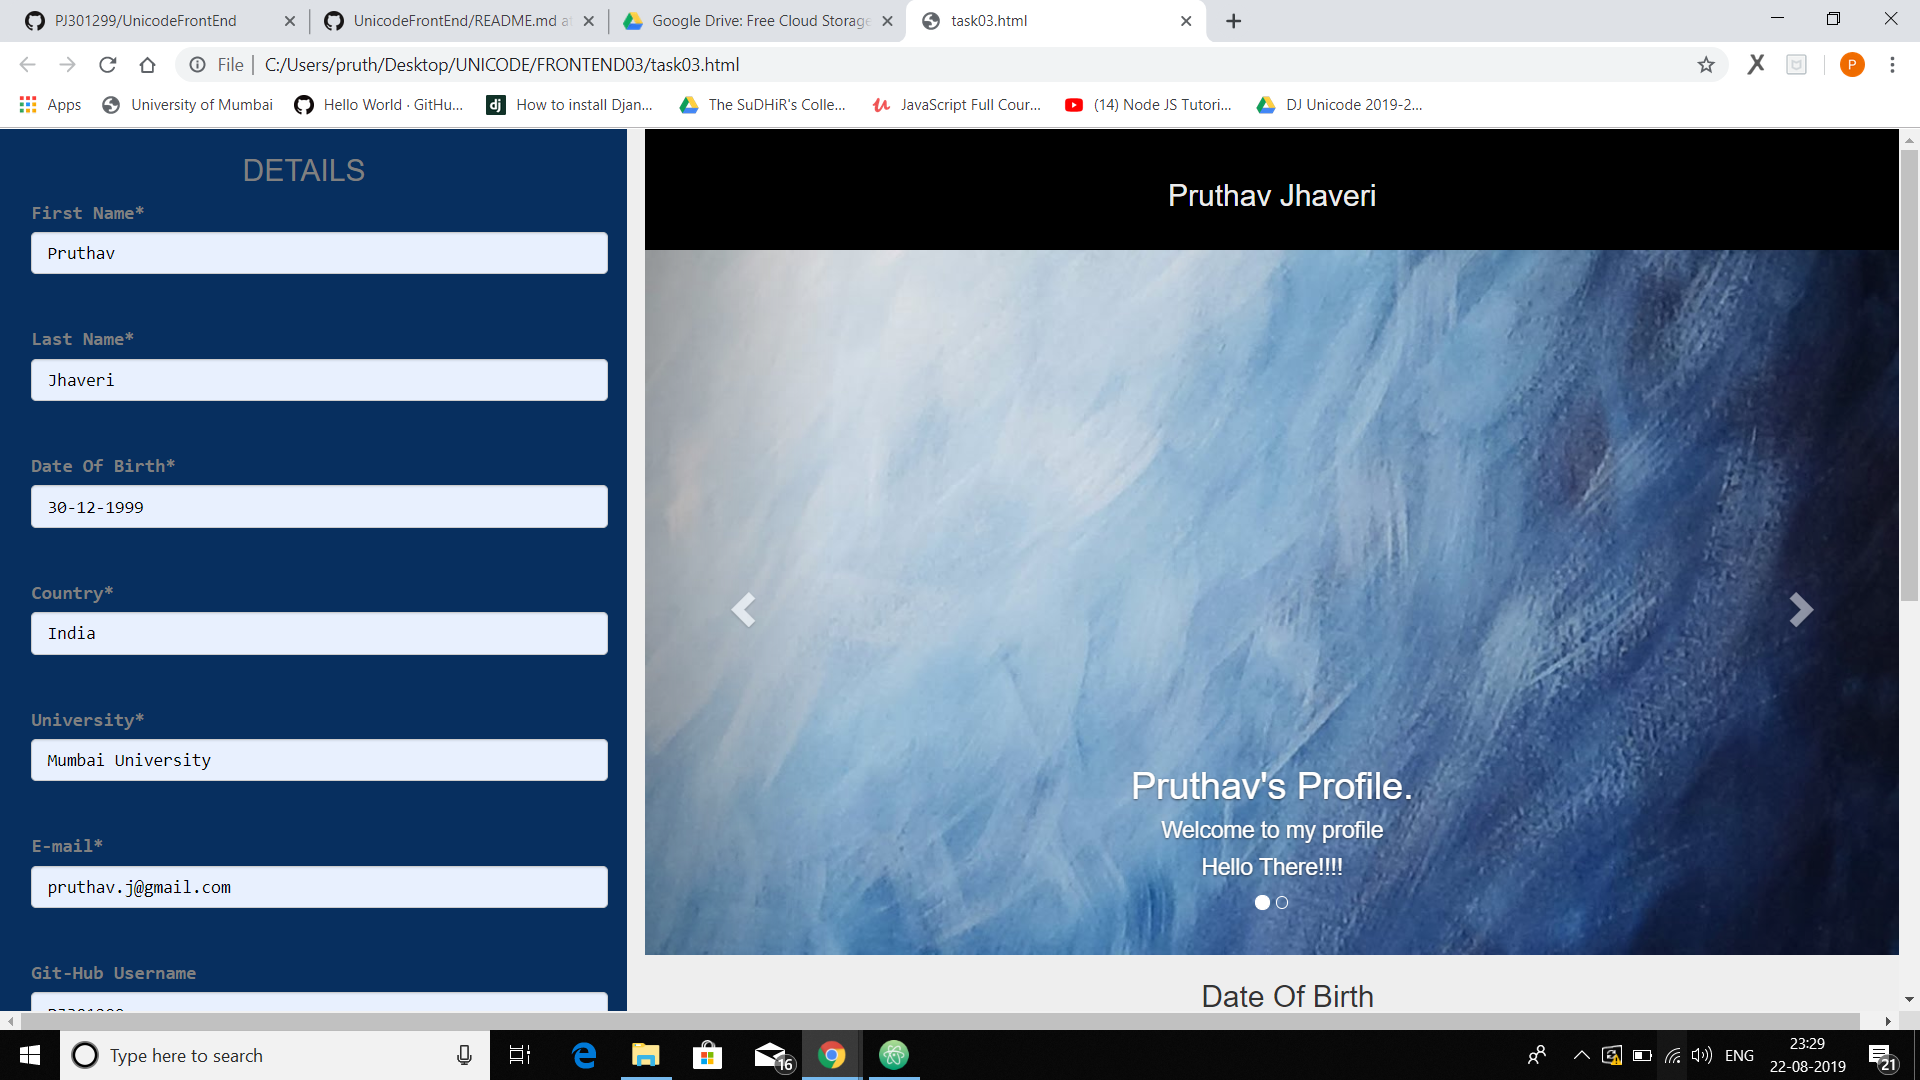 PJ301299/UnicodeFrontEnd
UnicodeFrontEnd/README.md at
Google Drive: Free Cloud Storage
task03.html
File
C:/Users/pruth/Desktop/UNICODE/FRONTEND03/task03.html
P
Apps
University of Mumbai
Hello World · GitHu...
dj
How to install Djan...
The SuDHiR's Colle...
JavaScript Full Cour...
(14) Node JS Tutori...
DJ Unicode 2019-2...
DETAILS
First Name*
Pruthav
Last Name*
Jhaveri
Date Of Birth*
30-12-1999
Country*
India
University*
Mumbai University
E-mail*
pruthav.j@gmail.com
Git-Hub Username
PJ301299
Pruthav Jhaveri
Pruthav's Profile.
Welcome to my profile
Hello There!!!!
Date Of Birth
Type here to search
16
ENG
23:29
22-08-2019
21